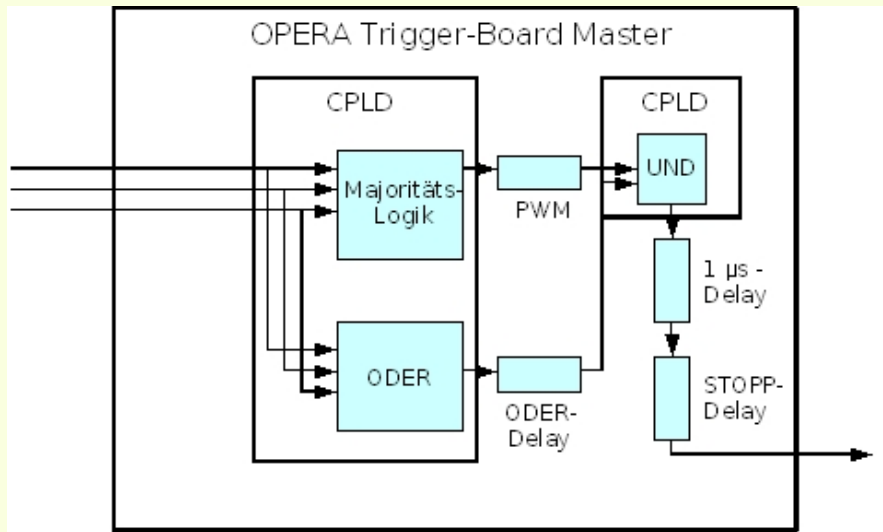 OPERA Trigger-Board Master
CPLD
CPLD
Majoritäts-
Logik
PWM
UND
1 µs -
Delay
ODER
ODER-
Delay
STOPP-
Delay